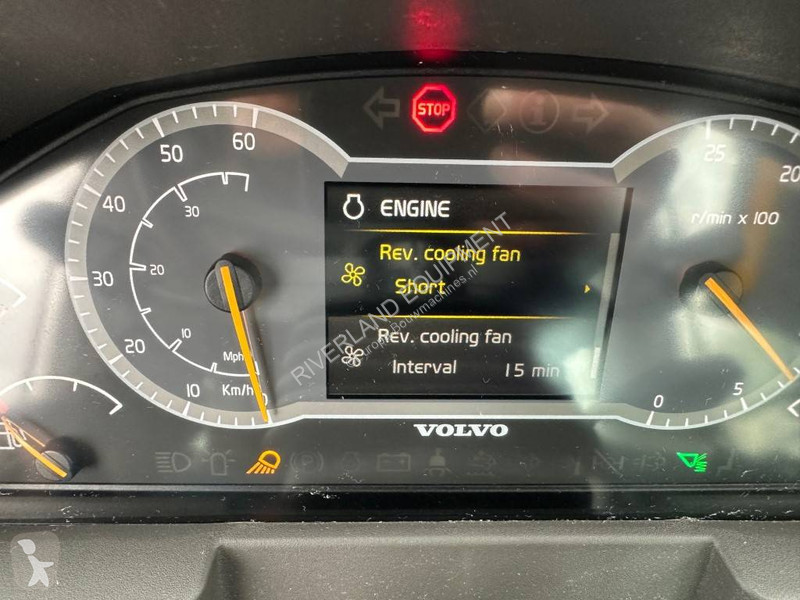 STOP
50
60
40
30
20
10
Km/h
0
30
20
10
Mph
ENGINE
Rev. cooling fan
Short
Rev. cooling fan
Interval 15 min
25
20
r/min x 100
0
5
VOLVO
RIVERLAND EQUIPMENT